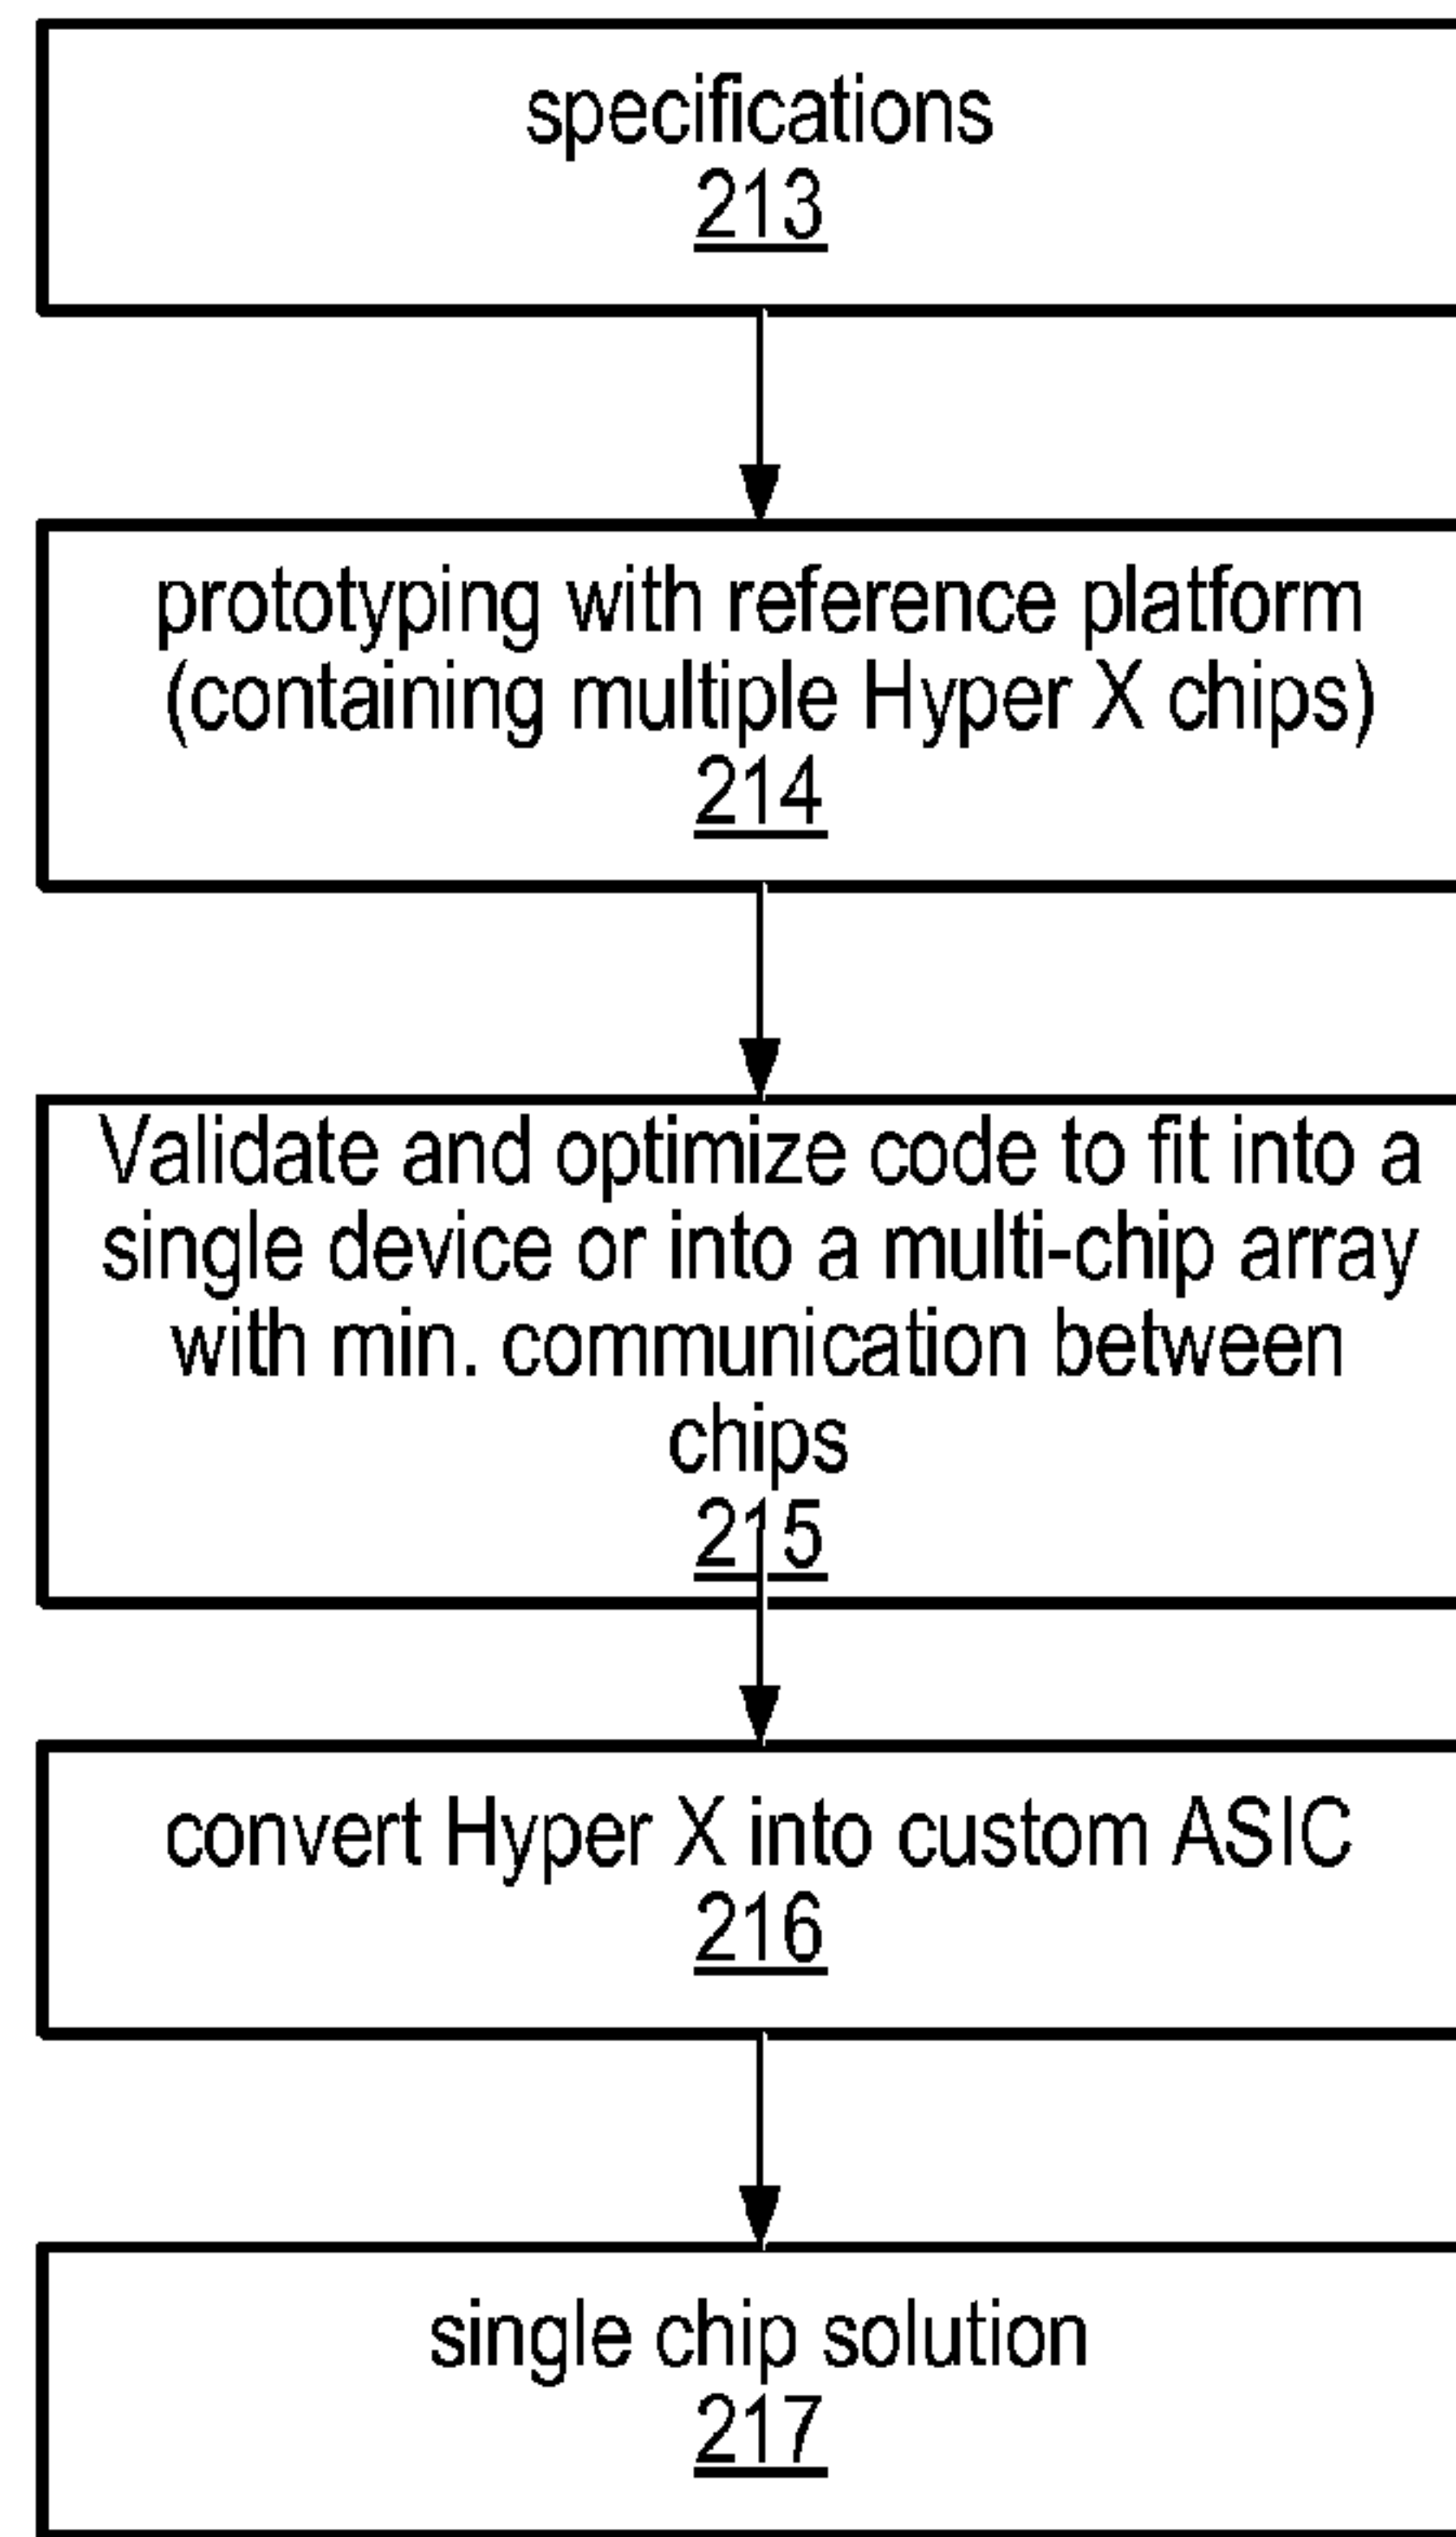 specifications
213
prototyping with reference platform
(containing multiple Hyper X chips)
214
Validate and optimize code to fit into a
single device or into a multi-chip array
with min. communication between
chips
215
convert Hyper X into custom ASIC
216
single chip solution
217